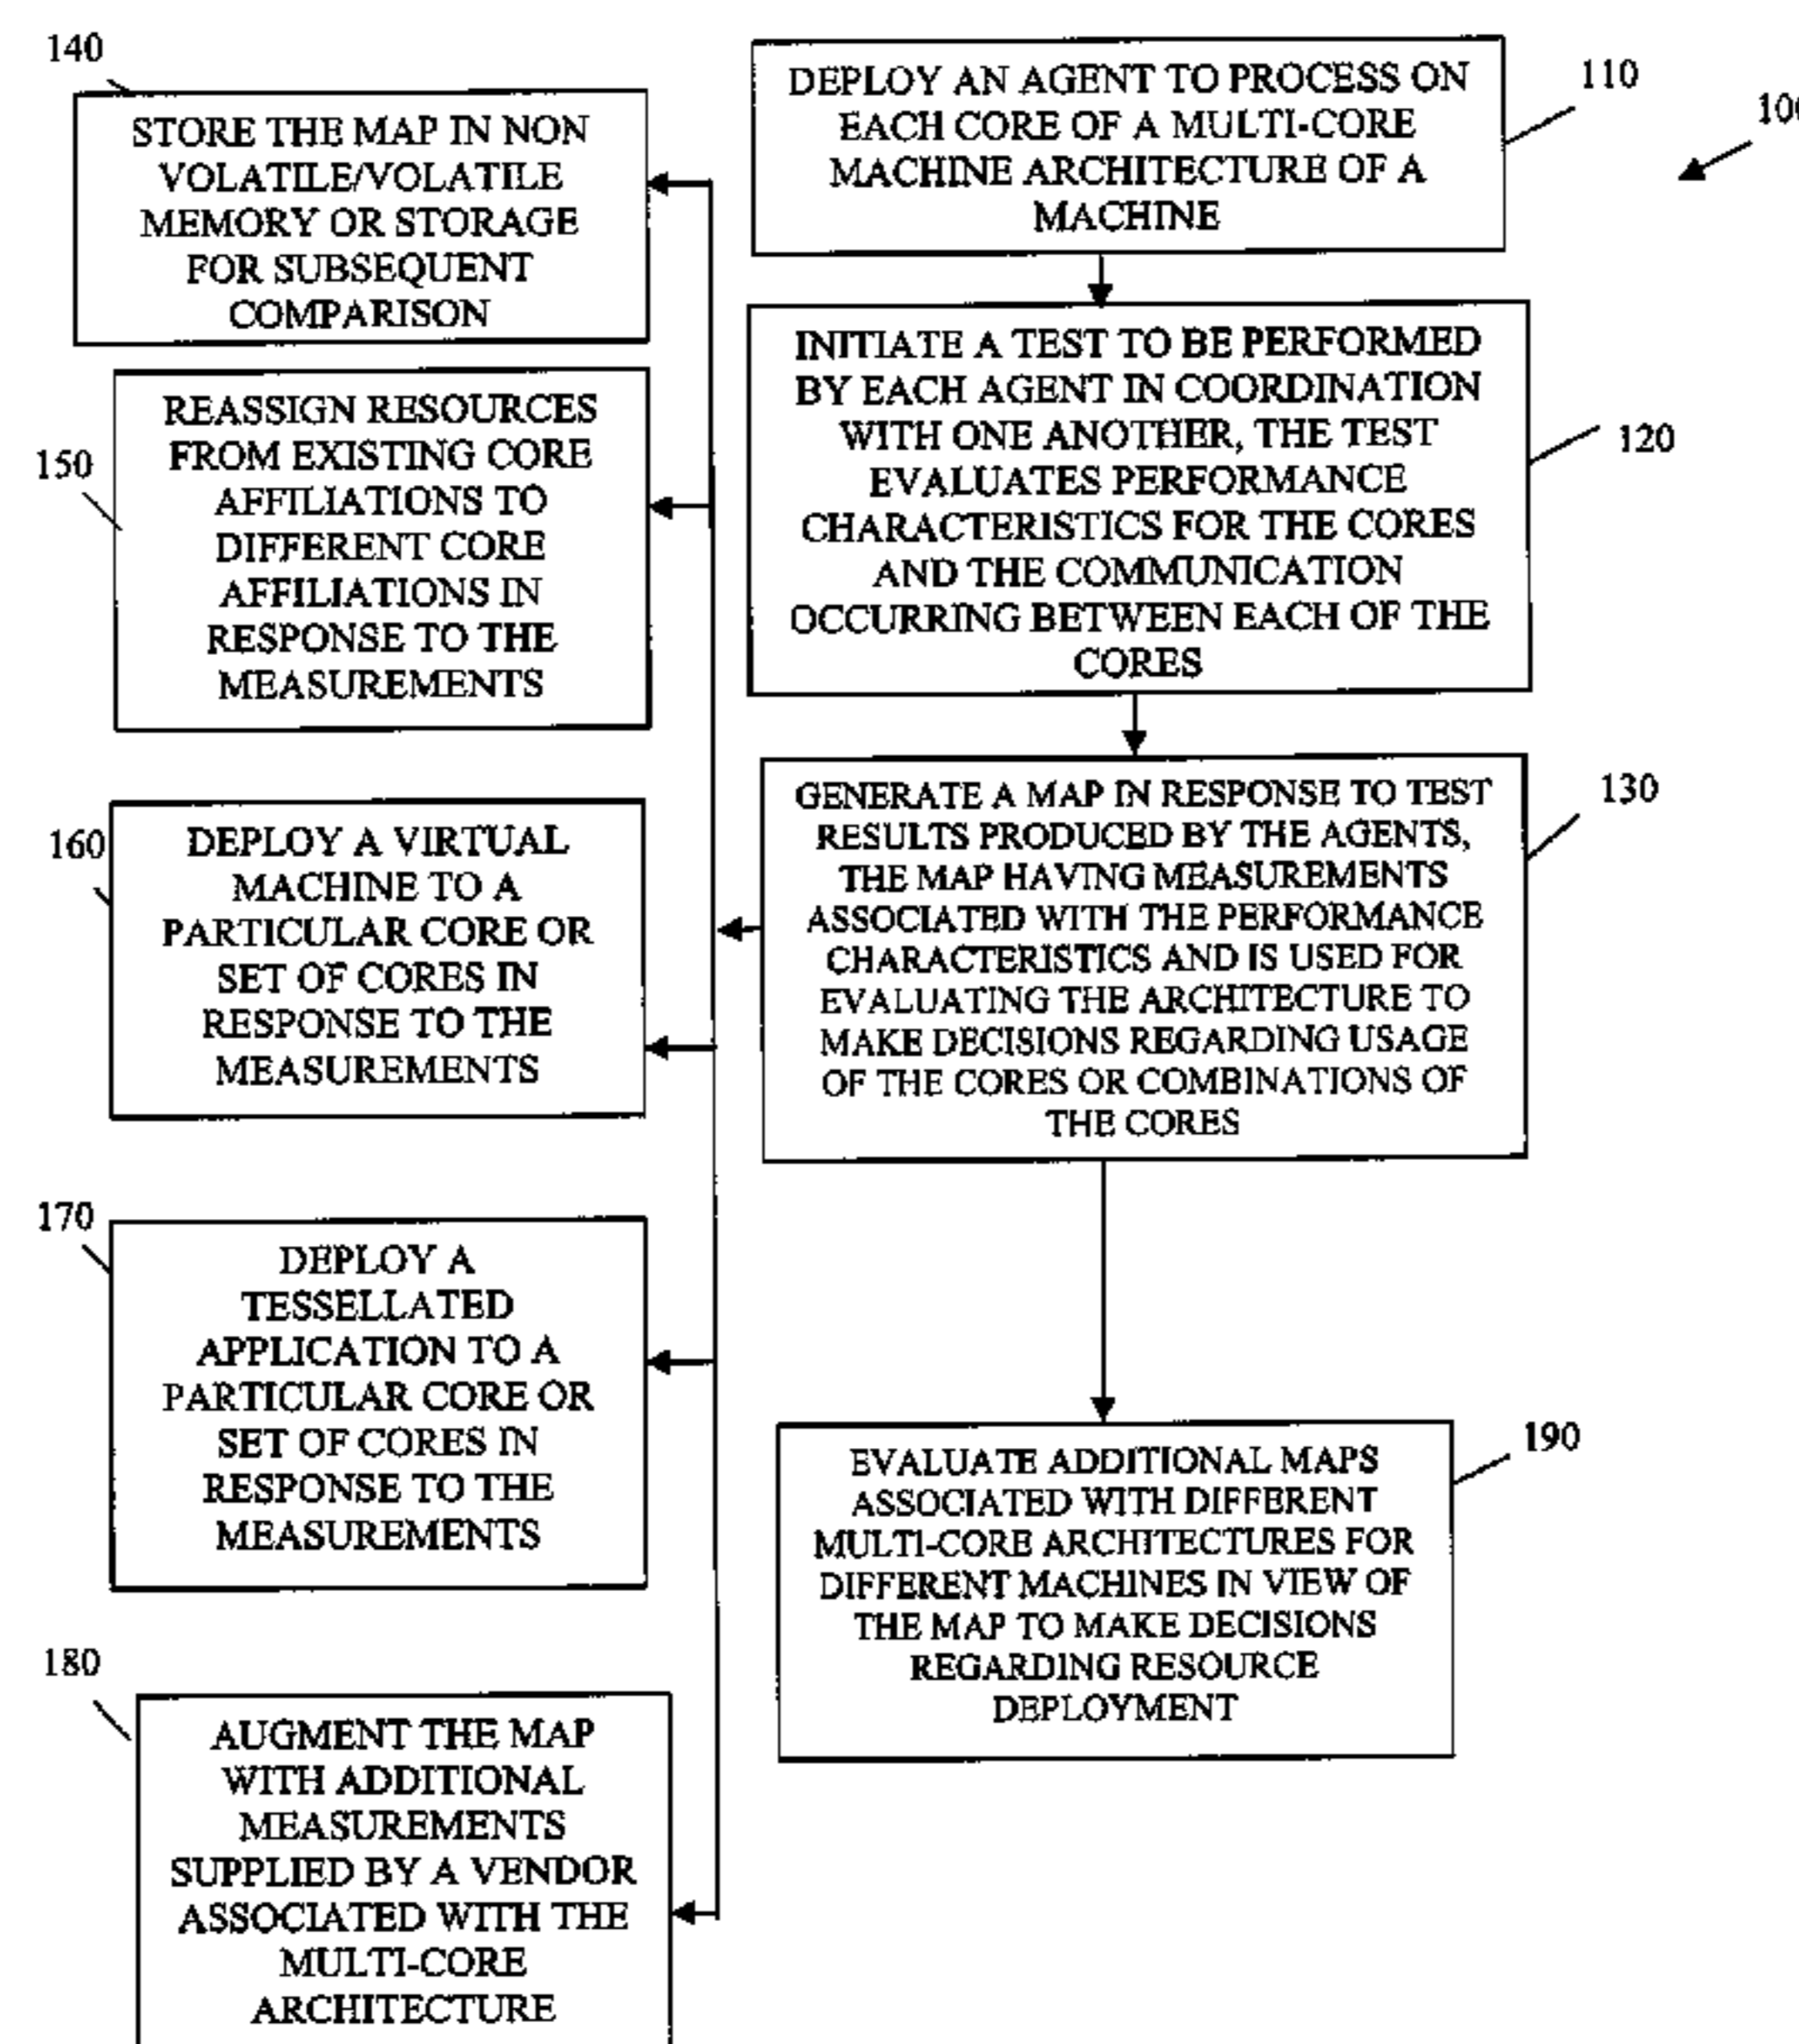 100
110
DEPLOY AN AGENT TO PROCESS ON
EACH CORE OF A MULTI-CORE
MACHINE ARCHITECTURE OF A
MACHINE
120
INITIATE A TEST TO BE PERFORMED
BY EACH AGENT IN COORDINATION
WITH ONE ANOTHER, THE TEST
EVALUATES PERFORMANCE
CHARACTERISTICS FOR THE CORES
AND THE COMMUNICATION
OCCURRING BETWEEN EACH OF THE
CORES
130
GENERATE A MAP IN RESPONSE TO TEST
RESULTS PRODUCED BY THE AGENTS,
THE MAP HAVING MEASUREMENTS
ASSOCIATED WITH THE PERFORMANCE
CHARACTERISTICS AND IS USED FOR
EVALUATING THE ARCHITECTURE TO
MAKE DECISIONS REGARDING USAGE
OF THE CORES OR COMBINATIONS OF
THE CORES
140
STORE THE MAP IN NON
VOLATILE/VOLATILE
MEMORY OR STORAGE
FOR SUBSEQUENT
COMPARISON
150
REASSIGN RESOURCES
FROM EXISTING CORE
AFFILIATIONS TO
DIFFERENT CORE
AFFILIATIONS IN
RESPONSE TO THE
MEASUREMENTS
160
DEPLOY A VIRTUAL
MACHINE TO A
PARTICULAR CORE OR
SET OF CORES IN
RESPONSE TO THE
MEASUREMENTS
170
DEPLOY A
TESSELLATED
APPLICATION TO A
PARTICULAR CORE OR
SET OF CORES IN
RESPONSE TO THE
MEASUREMENTS
180
AUGMENT THE MAP
WITH ADDITIONAL
MEASUREMENTS
SUPPLIED BY A VENDOR
ASSOCIATED WITH THE
MULTI-CORE
ARCHITECTURE
190
EVALUATE ADDITIONAL MAPS
ASSOCIATED WITH DIFFERENT
MULTI-CORE ARCHITECTURES FOR
DIFFERENT MACHINES IN VIEW OF
THE MAP TO MAKE DECISIONS
REGARDING RESOURCE
DEPLOYMENT